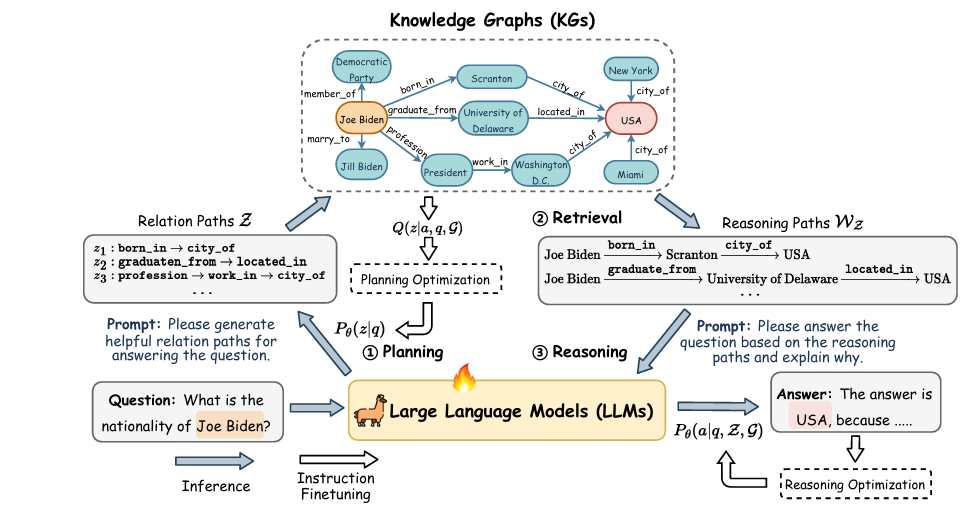 Knowledge Graphs (KGs)
Democratic
Party
member_of
Joe Biden
marry_to
Jill Biden
born_in
Scranton
city_of
graduate_from
University of
Delaware
located_in
profession
President
work_in
Washington
D.C.
city_of
New York
city_of
USA
city_of
Miami
Relation Paths 𝒵
z₁ : born_in → city_of
z₂ : graduaten_from → located_in
z₃ : profession → work_in → city_of
...
Q(z|a, q, 𝒢)
Planning Optimization
P_θ(z|q)
① Planning
② Retrieval
③ Reasoning
Reasoning Paths 𝒲_𝒵
Joe Biden —born_in→ Scranton —city_of→ USA
Joe Biden —graduate_from→ University of Delaware —located_in→ USA
...
Prompt: Please generate
helpful relation paths for
answering the question.
Prompt: Please answer the
question based on the reasoning
paths and explain why.
Question: What is the
nationality of Joe Biden?
Large Language Models (LLMs)
P_θ(a|q, 𝒵, 𝒢)
Answer: The answer is
USA, because .....
Reasoning Optimization
Inference
Instruction
Finetuning